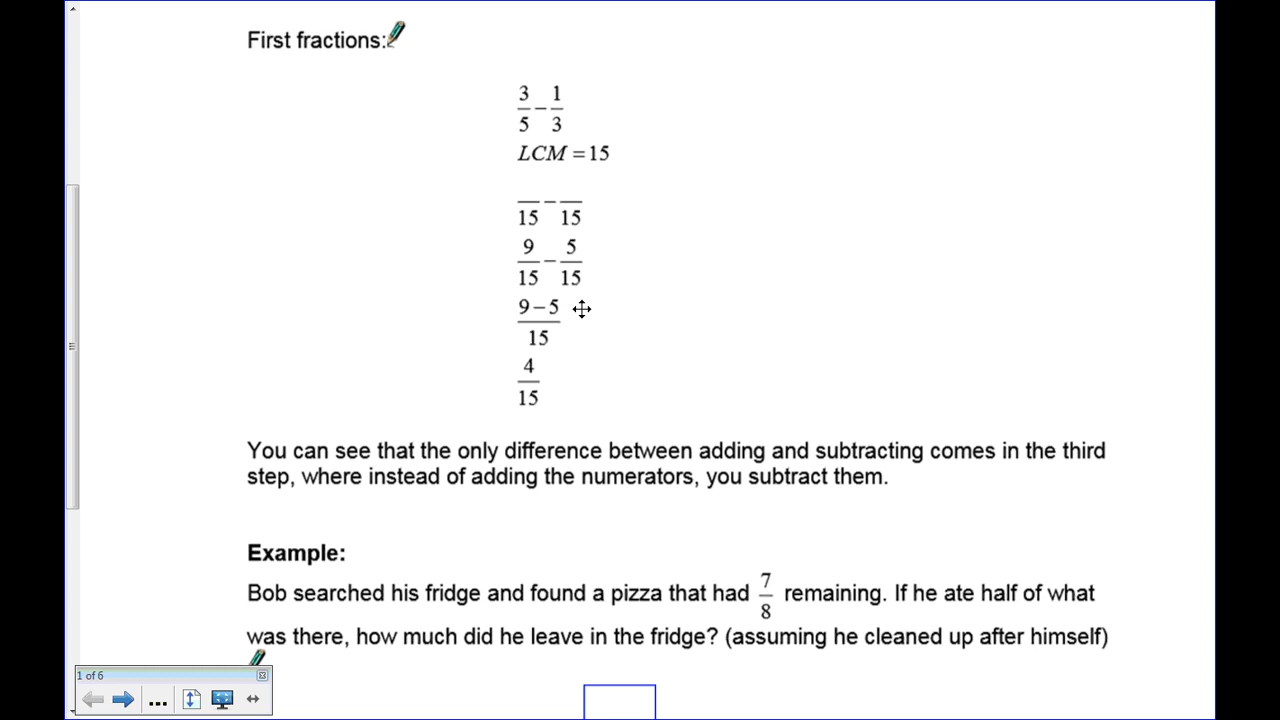 First fractions:
3/5 − 1/3
LCM = 15
/15 − /15
9/15 − 5/15
9 − 5/15
4/15
You can see that the only difference between adding and subtracting comes in the third
step, where instead of adding the numerators, you subtract them.
Example:
Bob searched his fridge and found a pizza that had 7/8 remaining. If he ate half of what
was there, how much did he leave in the fridge? (assuming he cleaned up after himself)
1 of 6
...